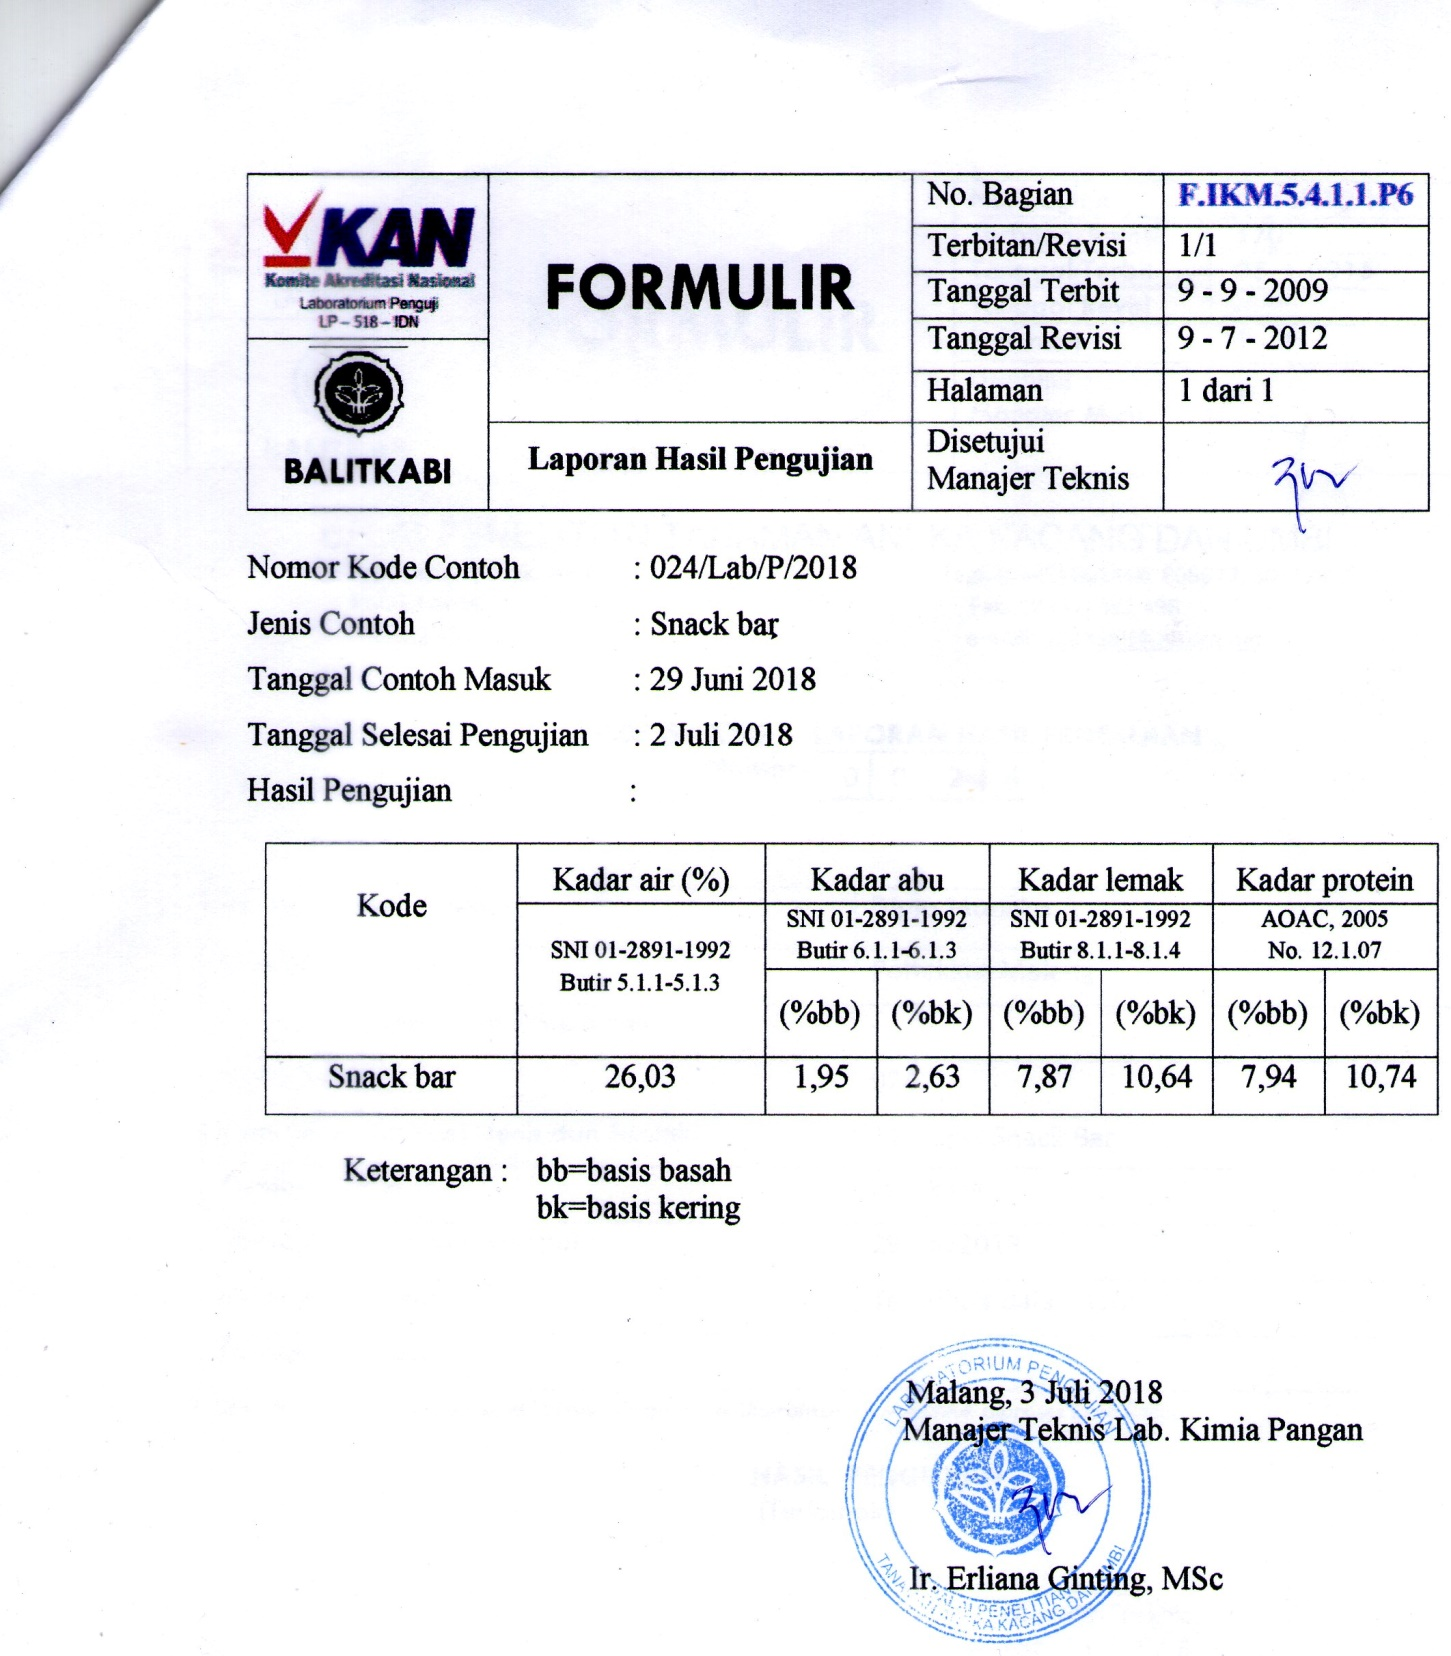 KAN
Komite Akreditasi Nasional
Laboratorium Penguji
LP – 518 – IDN
BALITKABI
FORMULIR
Laporan Hasil Pengujian
No. Bagian F.IKM.5.4.1.1.P6
Terbitan/Revisi 1/1
Tanggal Terbit 9 - 9 - 2009
Tanggal Revisi 9 - 7 - 2012
Halaman 1 dari 1
Disetujui
Manajer Teknis
Nomor Kode Contoh : 024/Lab/P/2018
Jenis Contoh : Snack bar
Tanggal Contoh Masuk : 29 Juni 2018
Tanggal Selesai Pengujian : 2 Juli 2018
Hasil Pengujian :
Kode Kadar air (%) Kadar abu Kadar lemak Kadar protein
SNI 01-2891-1992 SNI 01-2891-1992 SNI 01-2891-1992 AOAC, 2005
Butir 5.1.1-5.1.3 Butir 6.1.1-6.1.3 Butir 8.1.1-8.1.4 No. 12.1.07
(%bb) (%bk) (%bb) (%bk) (%bb) (%bk)
Snack bar 26,03 1,95 2,63 7,87 10,64 7,94 10,74
Keterangan : bb=basis basah
bk=basis kering
Malang, 3 Juli 2018
Manajer Teknis Lab. Kimia Pangan
LABORATORIUM PENGUJIAN
Ir. Erliana Ginting, MSc